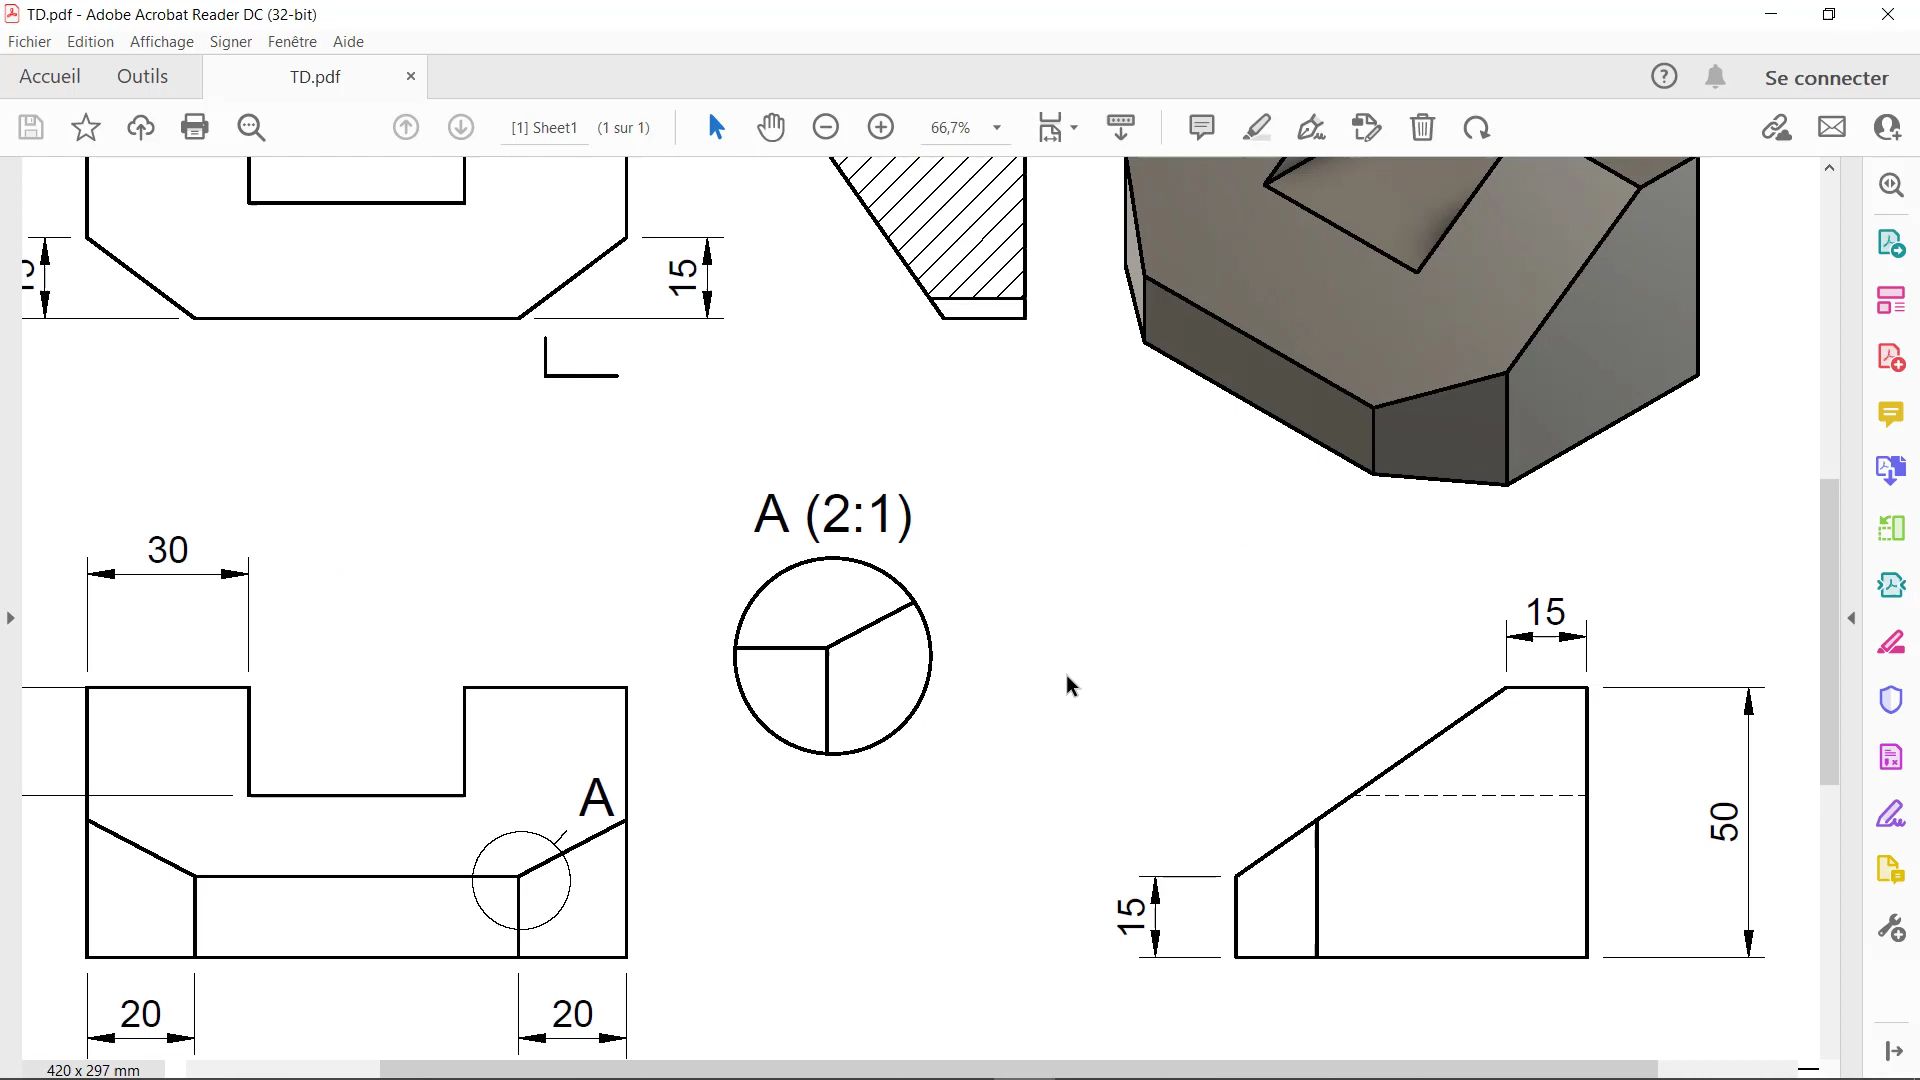 TD.pdf - Adobe Acrobat Reader DC (32-bit)
Fichier Edition Affichage Signer Fenêtre Aide
Accueil Outils TD.pdf × ? Se connecter
[1] Sheet1 (1 sur 1) 66,7%
15
A (2:1)
30
15
A
50
15
20 20
420 x 297 mm